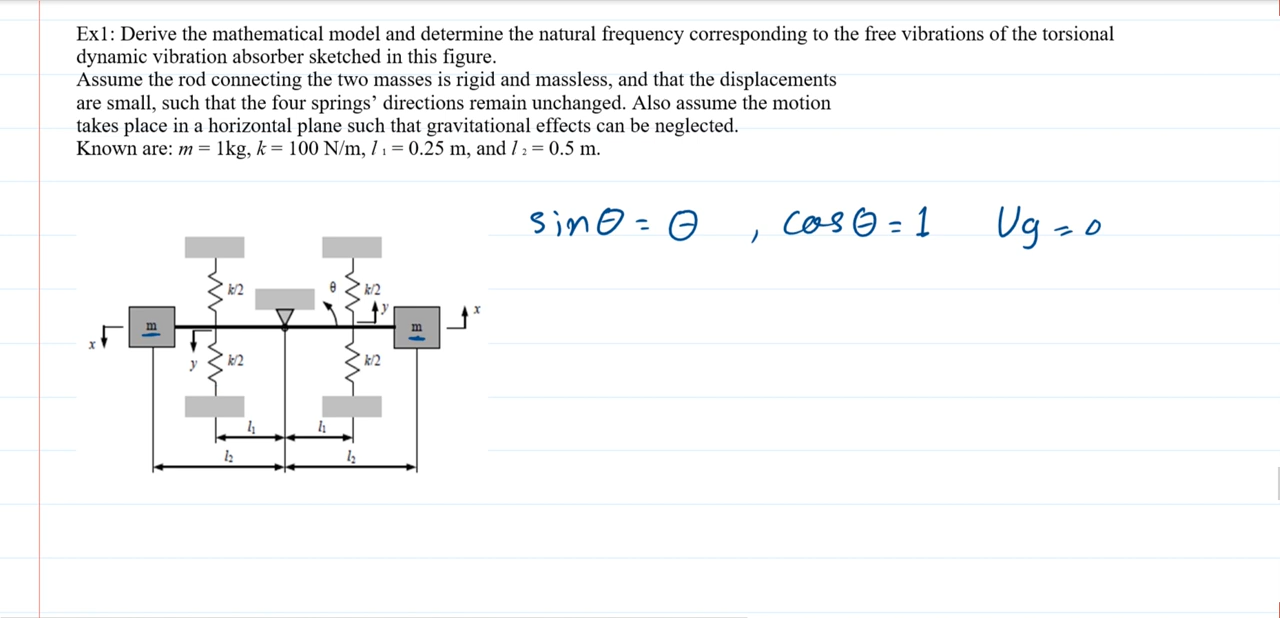 Ex1: Derive the mathematical model and determine the natural frequency corresponding to the free vibrations of the torsional
dynamic vibration absorber sketched in this figure.
Assume the rod connecting the two masses is rigid and massless, and that the displacements
are small, such that the four springs’ directions remain unchanged. Also assume the motion
takes place in a horizontal plane such that gravitational effects can be neglected.
Known are: m = 1kg, k = 100 N/m, l ₁ = 0.25 m, and l ₂ = 0.5 m.
sinθ = θ , cosθ = 1 Ug = 0
k/2 θ k/2
y x
m m
x
y k/2 k/2
l₁ l₁
l₂ l₂